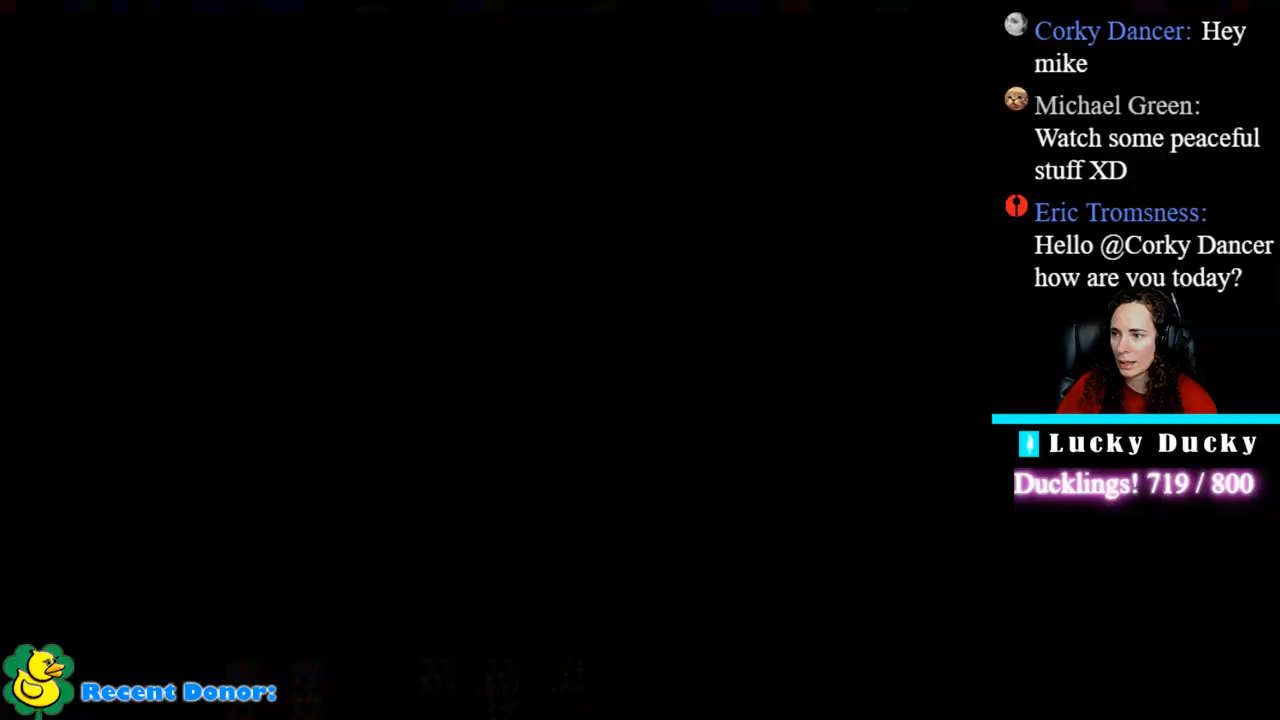 Corky Dancer: Hey
mike
Michael Green:
Watch some peaceful
stuff XD
Eric Tromsness:
Hello @Corky Dancer
how are you today?
Lucky Ducky
Ducklings! 719 / 800
Recent Donor: